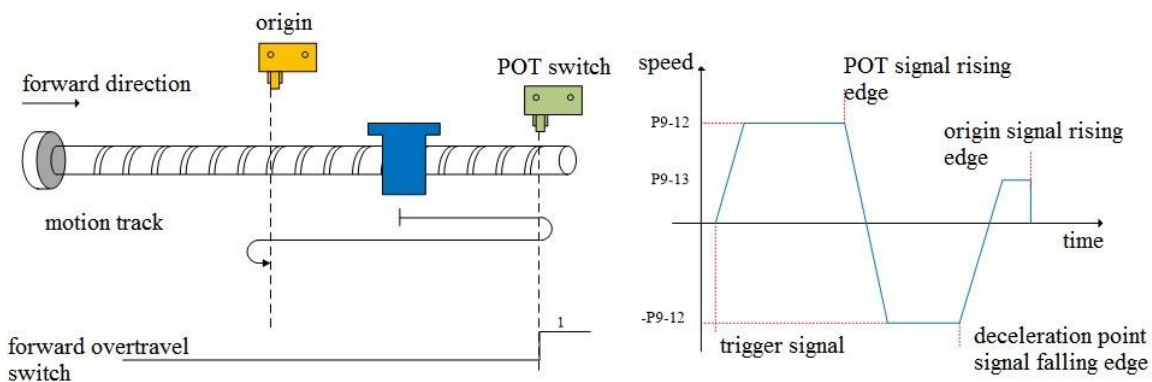 origin
forward direction
POT switch
motion track
1
forward overtravel
switch
speed
POT signal rising
edge
P9-12
origin signal rising
edge
P9-13
time
-P9-12
trigger signal
deceleration point
signal falling edge